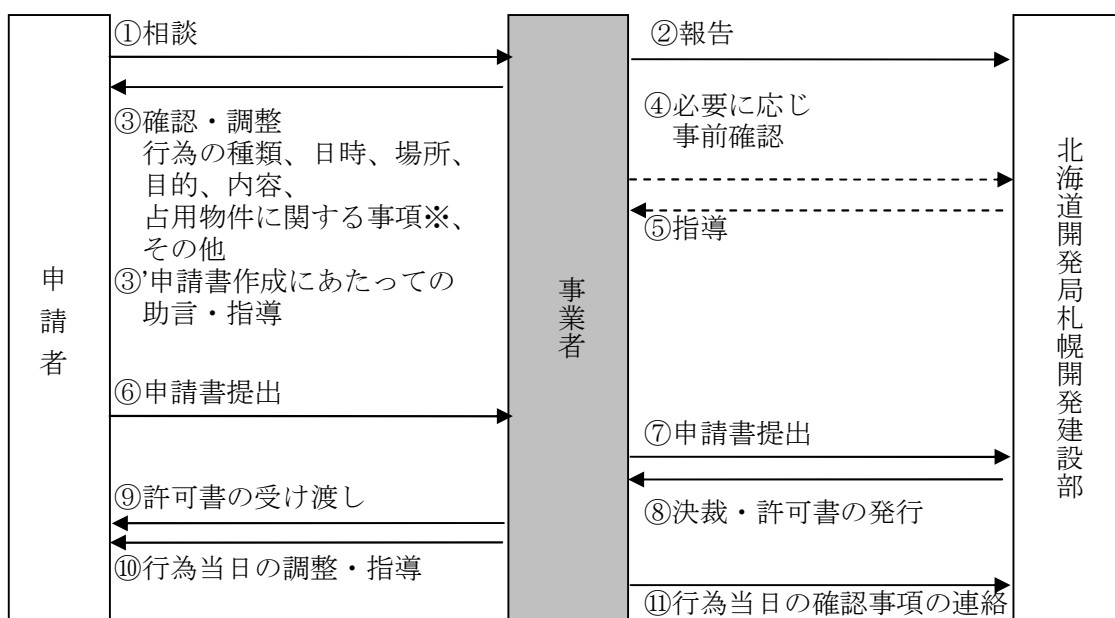 ①相談
②報告
③確認・調整
行為の種類、日時、場所、
目的、内容、
占用物件に関する事項※、
その他
③’申請書作成にあたっての
助言・指導
④必要に応じ
事前確認
⑤指導
申請者
事業者
北海道開発局札幌開発建設部
⑥申請書提出
⑦申請書提出
⑧決裁・許可書の発行
⑨許可書の受け渡し
⑩行為当日の調整・指導
⑪行為当日の確認事項の連絡